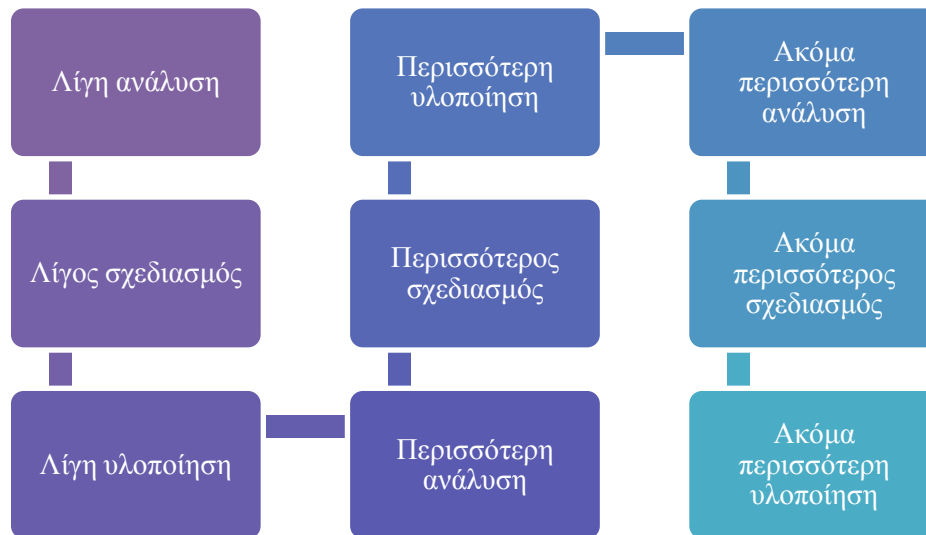 Λίγη ανάλυση
Λίγος σχεδιασμός
Λίγη υλοποίηση
Περισσότερη
ανάλυση
Περισσότερος
σχεδιασμός
Περισσότερη
υλοποίηση
Ακόμα
περισσότερη
ανάλυση
Ακόμα
περισσότερος
σχεδιασμός
Ακόμα
περισσότερη
υλοποίηση